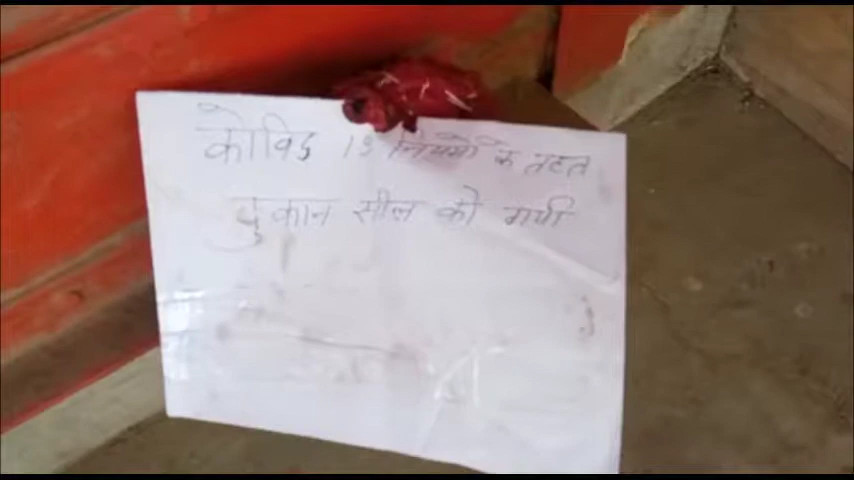 कोविड 19 नियमों के तहत
दुकान सील की गयी